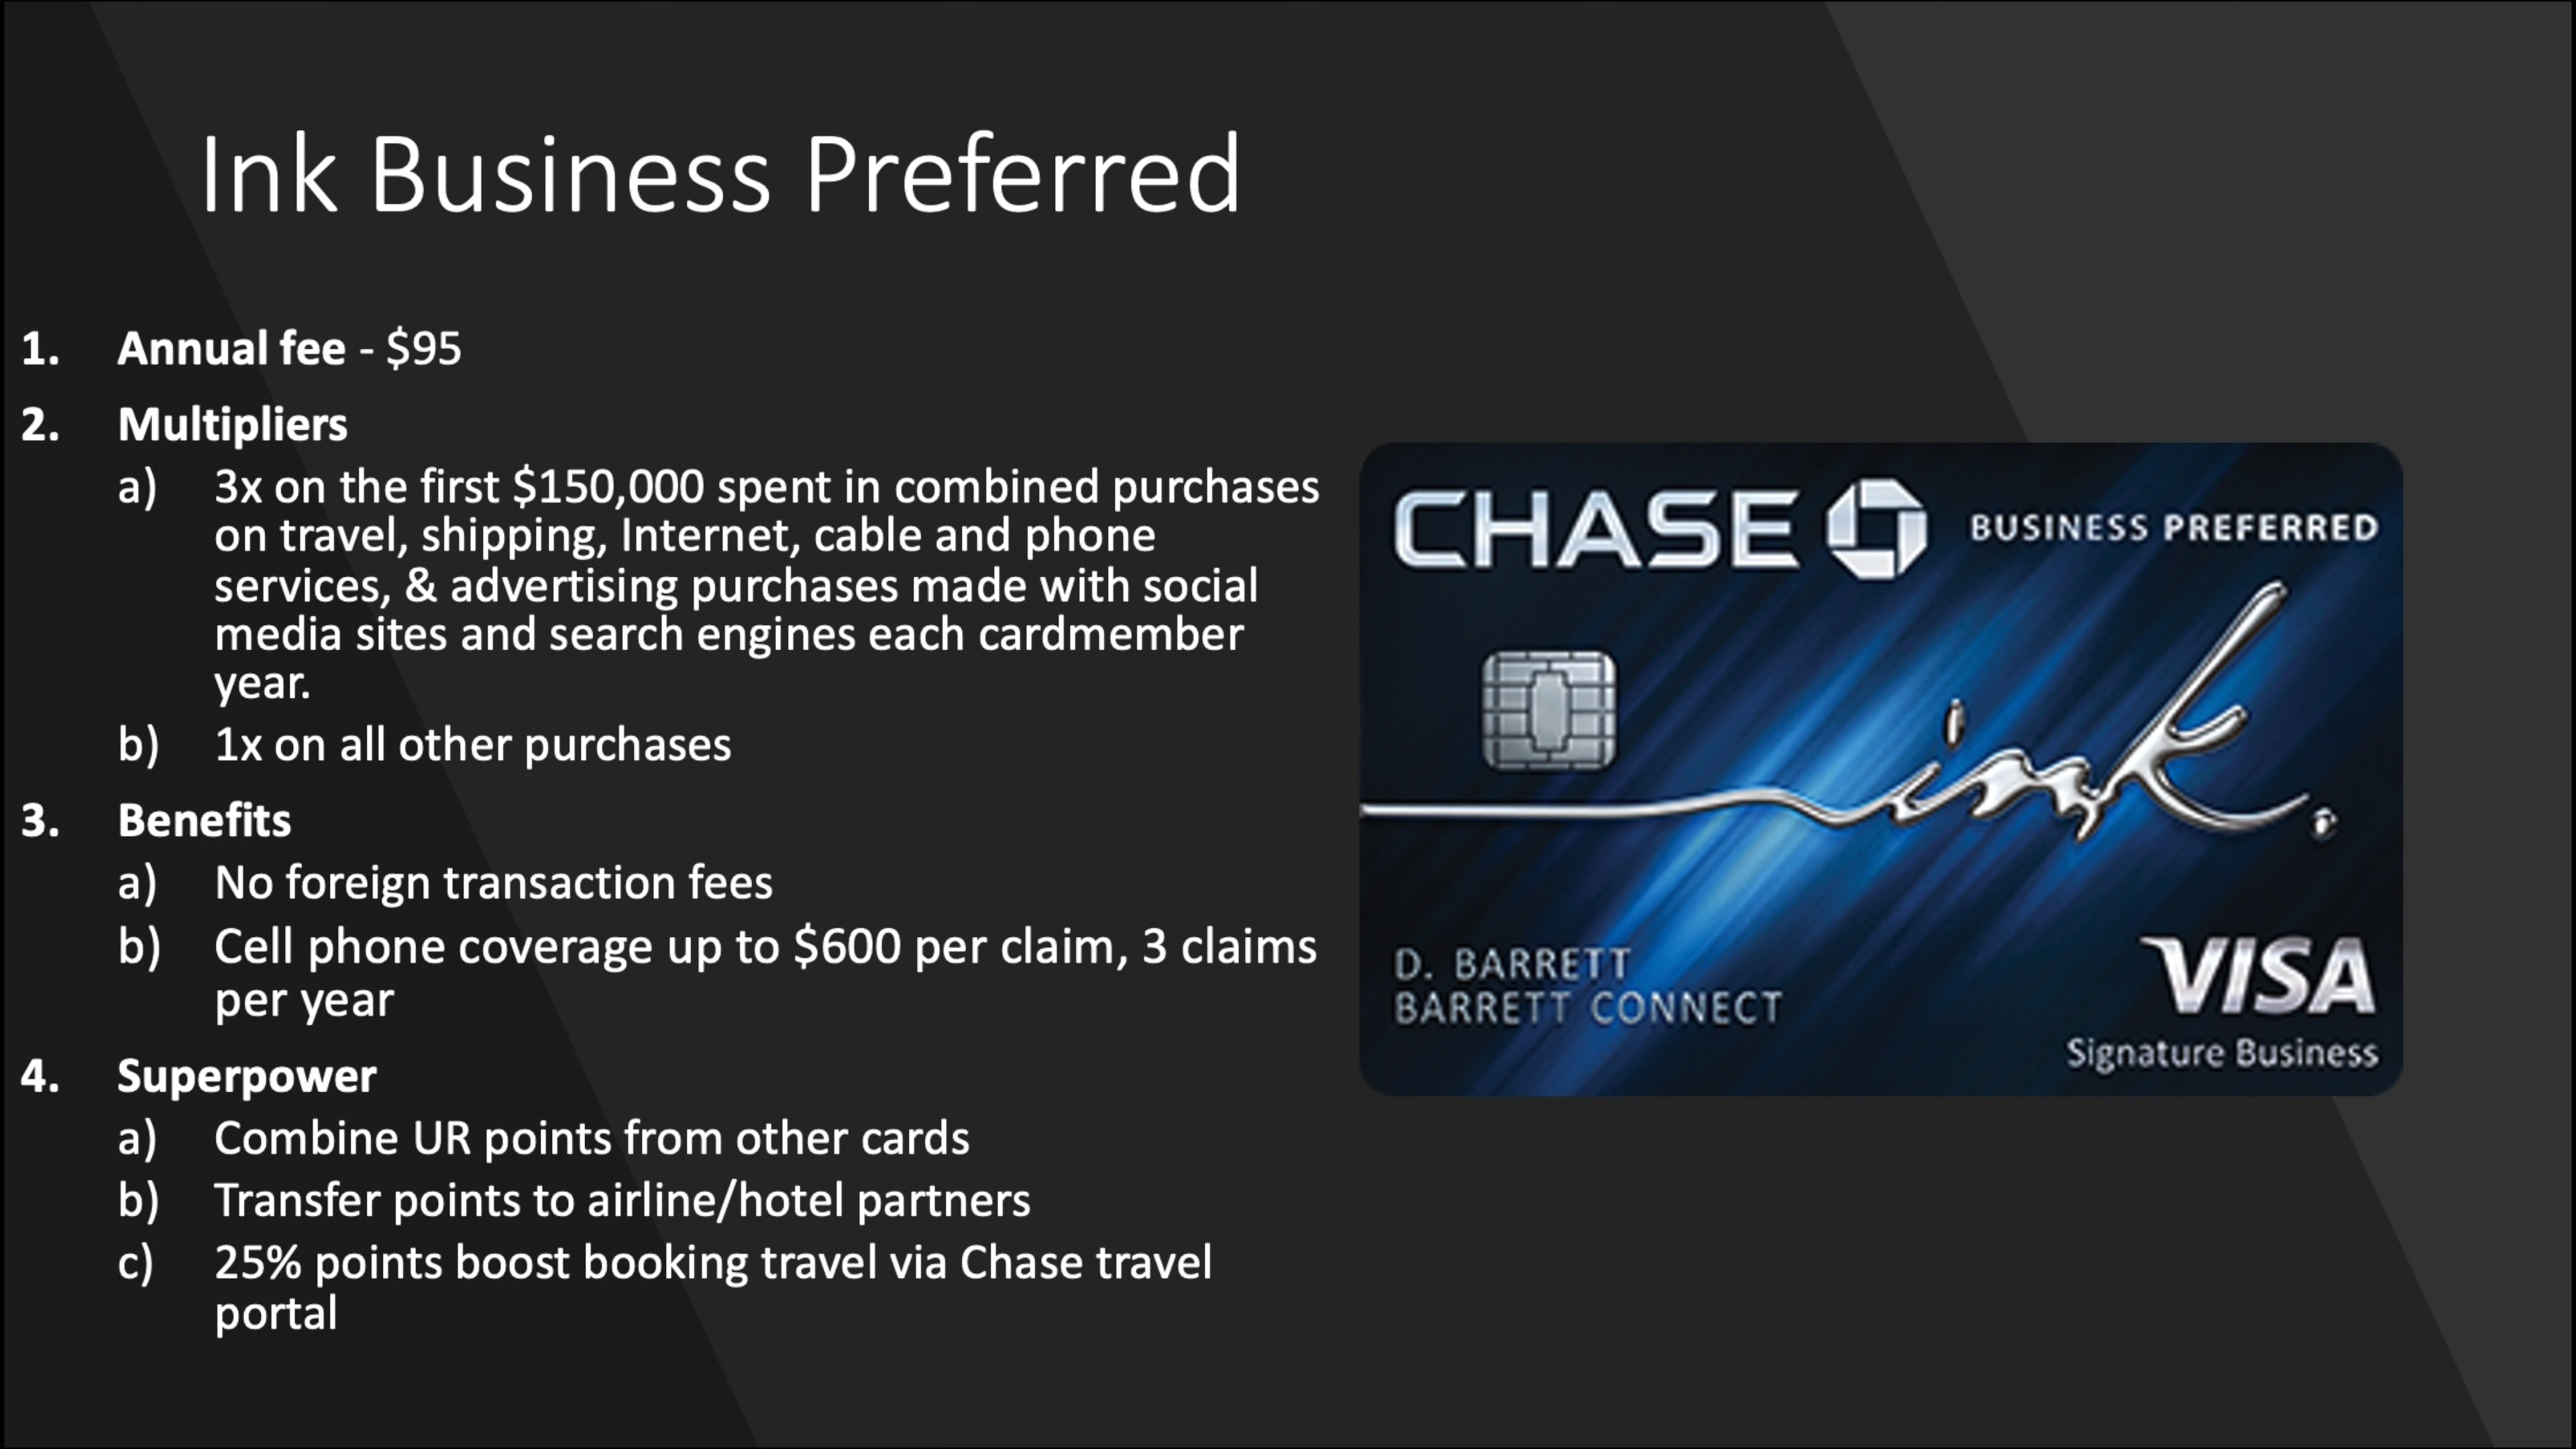 Ink Business Preferred
1. Annual fee - $95
2. Multipliers
a) 3x on the first $150,000 spent in combined purchases
on travel, shipping, Internet, cable and phone
services, & advertising purchases made with social
media sites and search engines each cardmember
year.
b) 1x on all other purchases
3. Benefits
a) No foreign transaction fees
b) Cell phone coverage up to $600 per claim, 3 claims
per year
4. Superpower
a) Combine UR points from other cards
b) Transfer points to airline/hotel partners
c) 25% points boost booking travel via Chase travel
portal
CHASE BUSINESS PREFERRED
ink.
D. BARRETT
BARRETT CONNECT
VISA
Signature Business